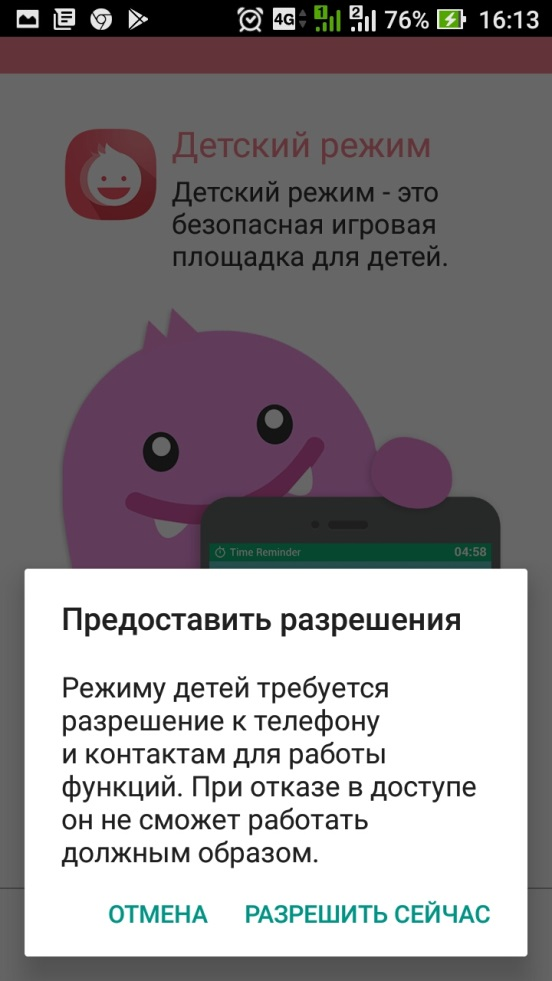 4G 1 2 76% 16:13
Детский режим
Детский режим - это
безопасная игровая
площадка для детей.
Time Reminder 04:58
Предоставить разрешения
Режиму детей требуется
разрешение к телефону
и контактам для работы
функций. При отказе в доступе
он не сможет работать
должным образом.
ОТМЕНА РАЗРЕШИТЬ СЕЙЧАС